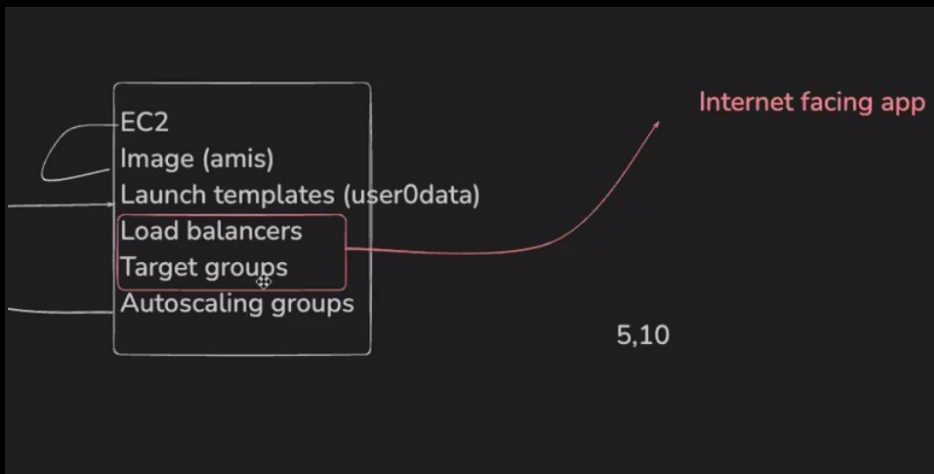 Internet facing app
EC2
Image (amis)
Launch templates (user0data)
Load balancers
Target groups
Autoscaling groups
5,10